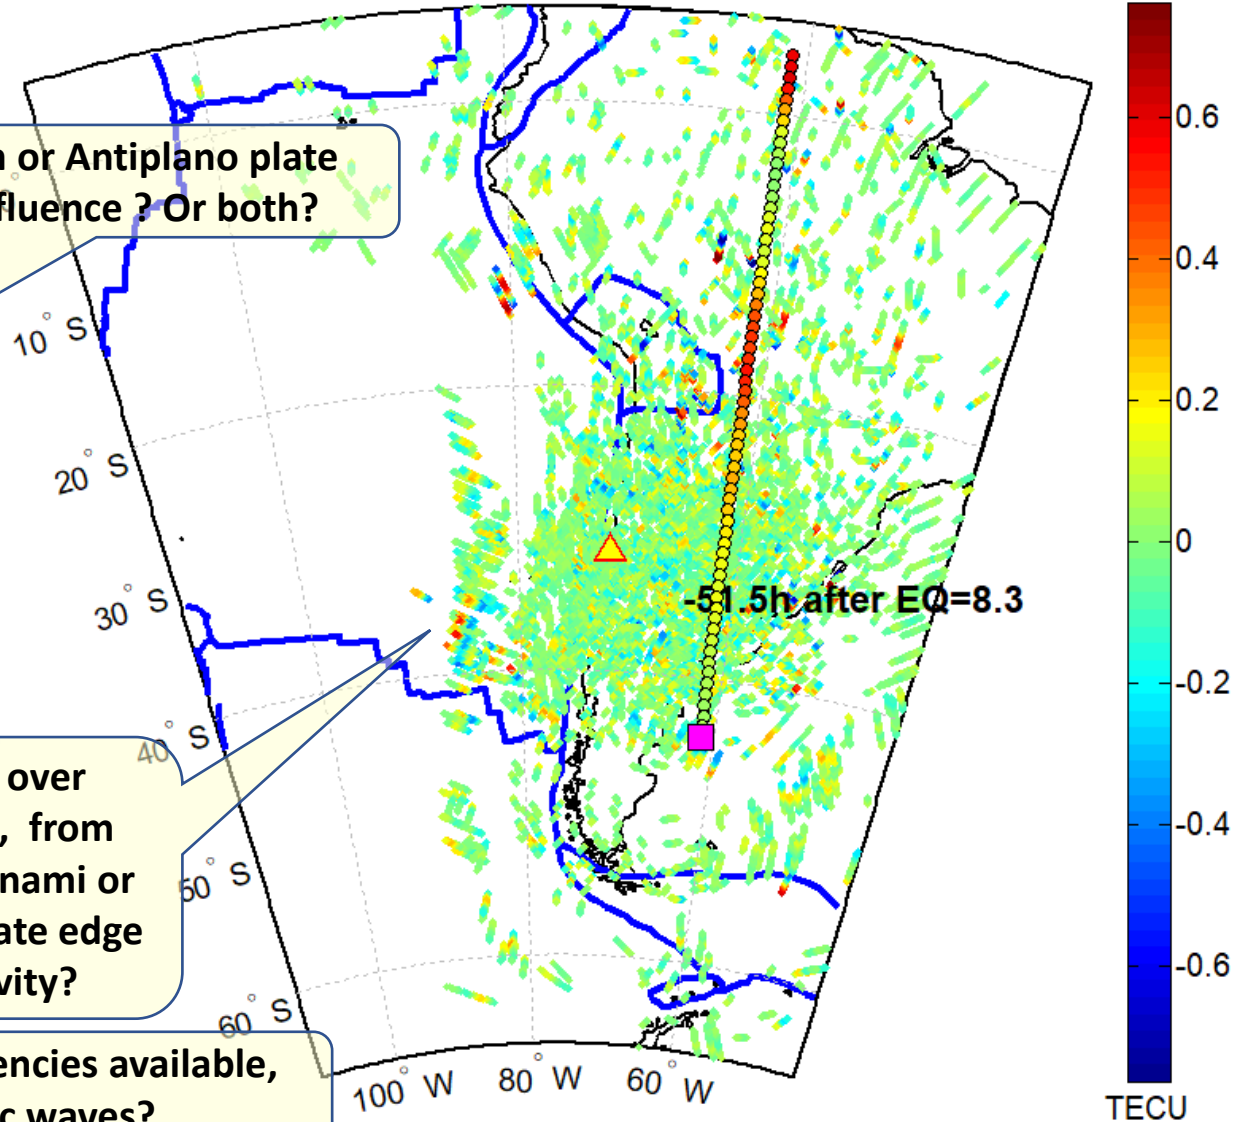 or Antiplano plate
fluence ? Or both?
10° S
20° S
30° S
40° S
50° S
60° S
100° W
80° W
60° W
-51.5h after EQ=8.3
over
, from
nami or
ate edge
vity?
encies available,
c waves?
0.6
0.4
0.2
0
-0.2
-0.4
-0.6
TECU